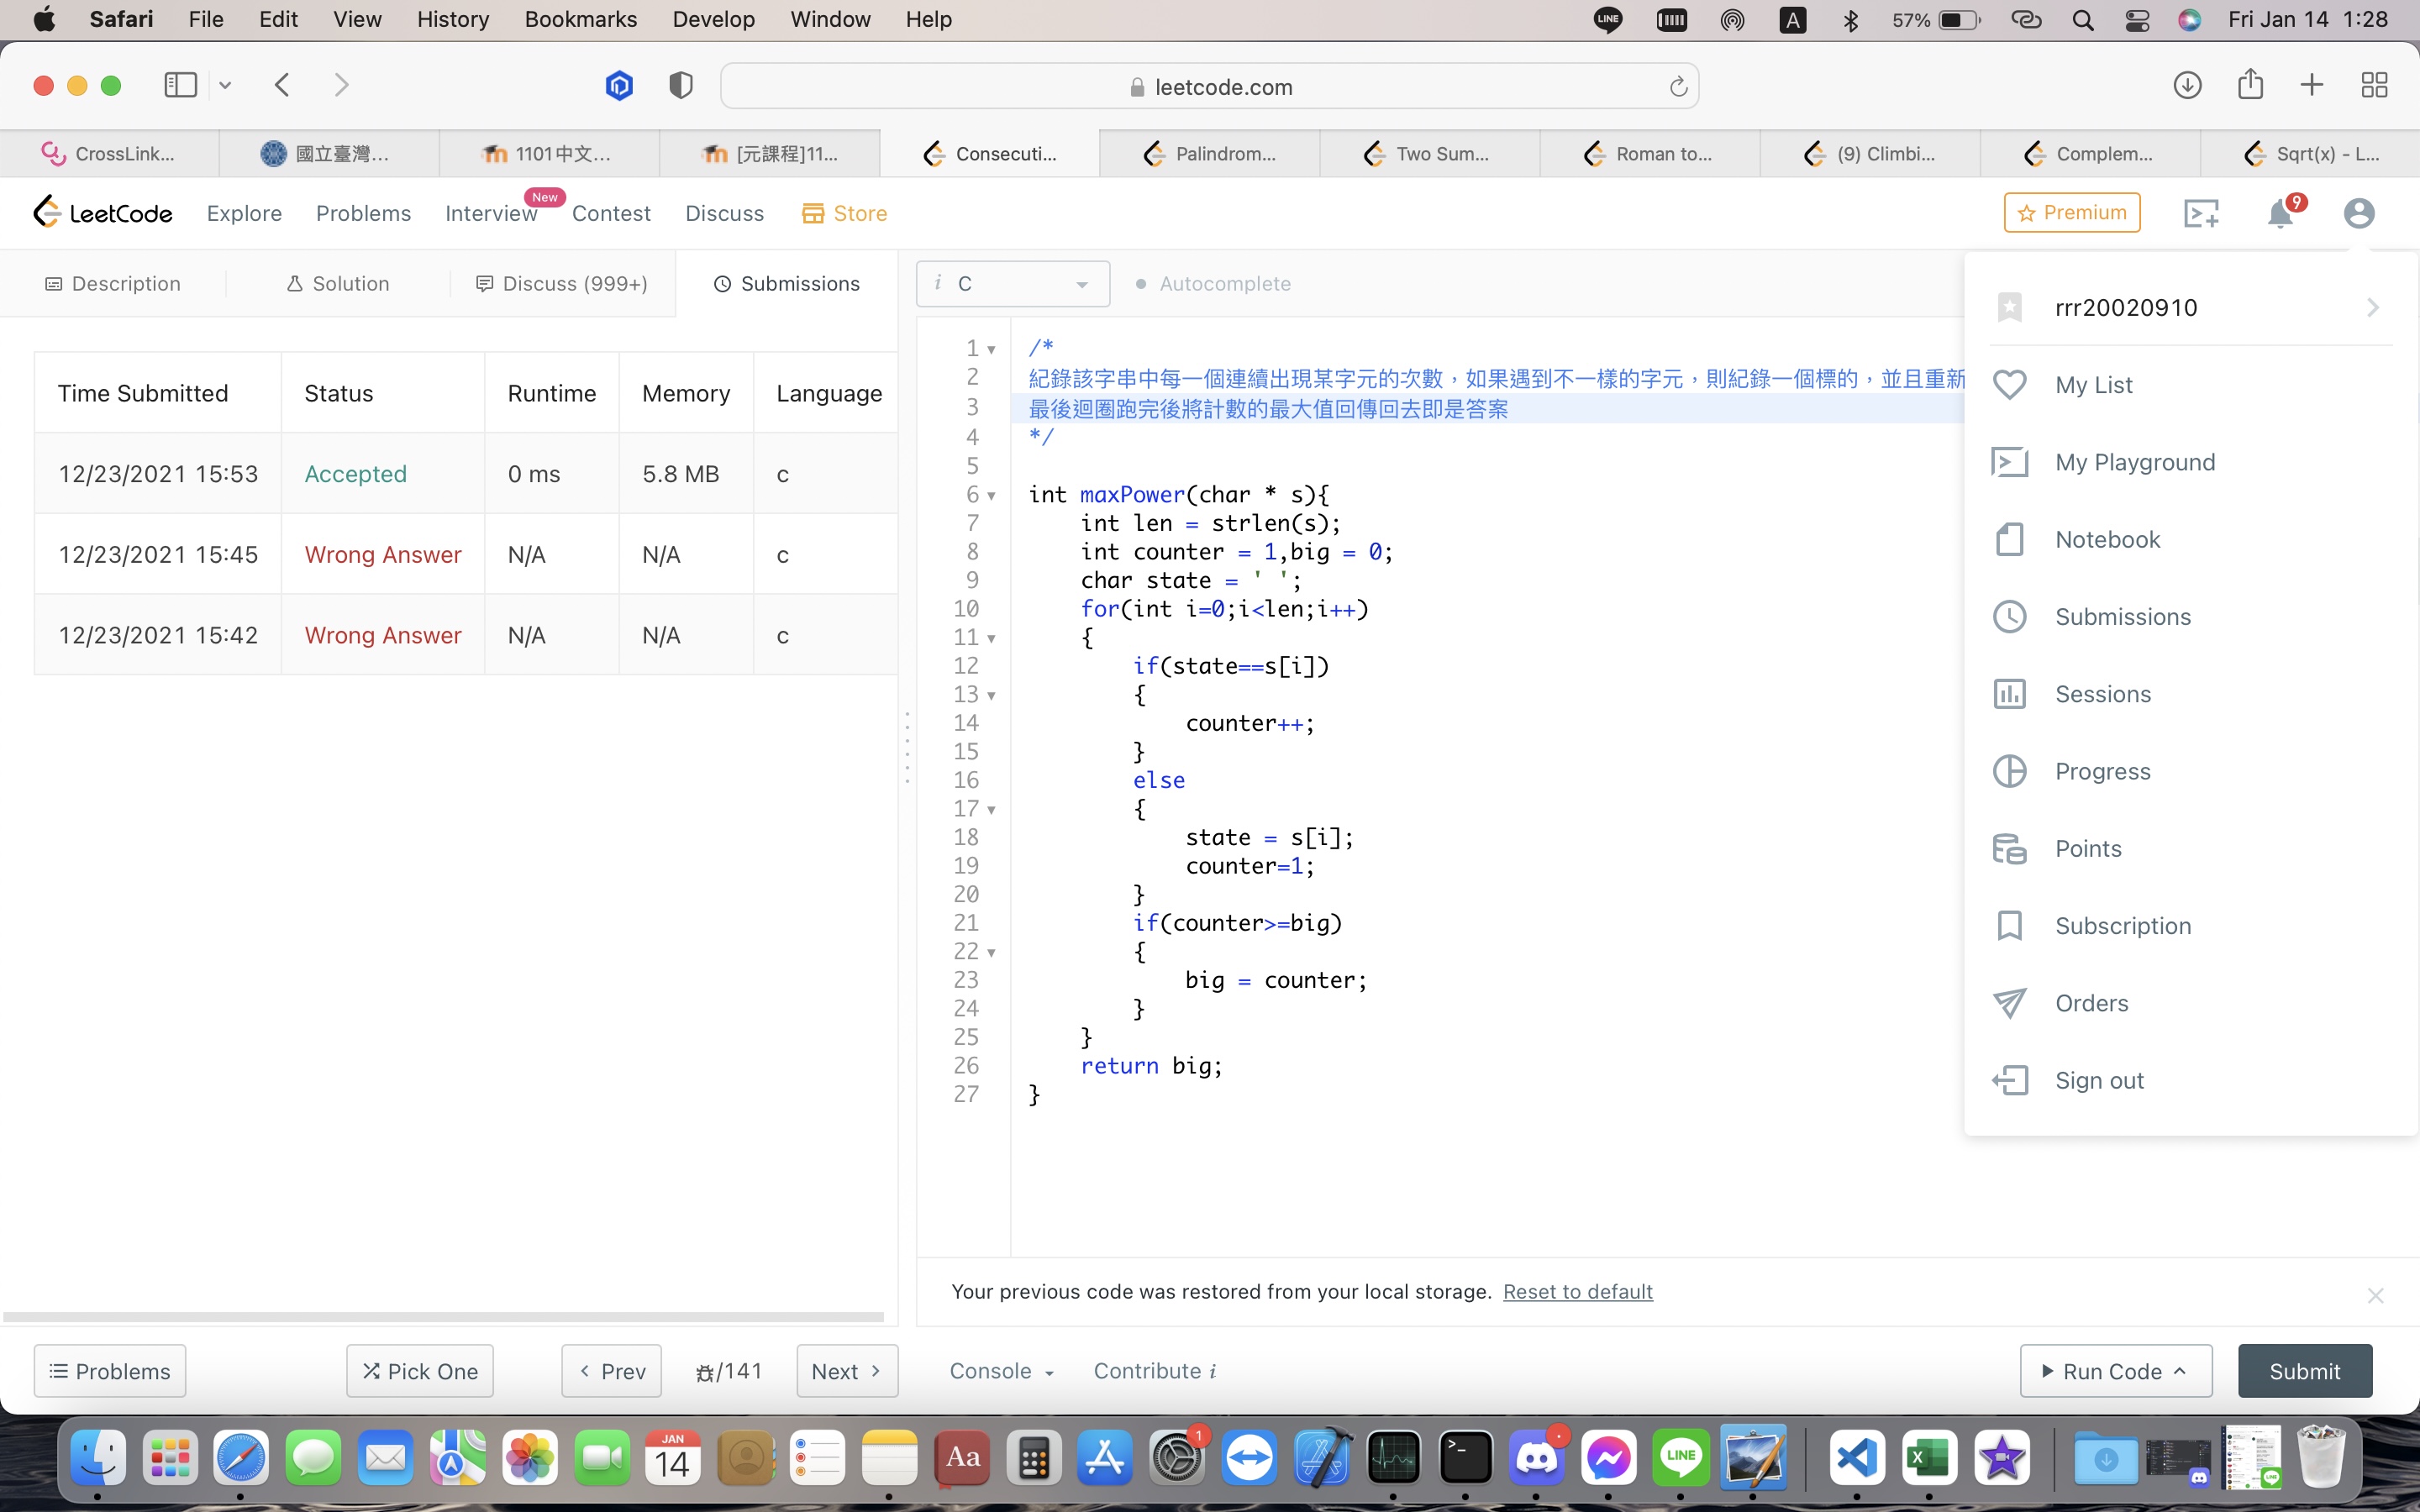 Safari File Edit View History Bookmarks Develop Window Help LINE A 57% Fri Jan 14 1:28
leetcode.com
CrossLink... 國立臺灣... 1101中文... [元課程]11... Consecuti... Palindrom... Two Sum... Roman to... (9) Climbi... Complem... Sqrt(x) - L...
LeetCode Explore Problems Interview New Contest Discuss Store Premium 9
Description Solution Discuss (999+) Submissions
i C Autocomplete
Time Submitted Status Runtime Memory Language
12/23/2021 15:53 Accepted 0 ms 5.8 MB c
12/23/2021 15:45 Wrong Answer N/A N/A c
12/23/2021 15:42 Wrong Answer N/A N/A c
1 /*
2 紀錄該字串中每一個連續出現某字元的次數，如果遇到不一樣的字元，則紀錄一個標的，並且重新
3 最後迴圈跑完後將計數的最大值回傳回去即是答案
4 */
5
6 int maxPower(char * s){
7 int len = strlen(s);
8 int counter = 1,big = 0;
9 char state = ' ';
10 for(int i=0;i<len;i++)
11 {
12 if(state==s[i])
13 {
14 counter++;
15 }
16 else
17 {
18 state = s[i];
19 counter=1;
20 }
21 if(counter>=big)
22 {
23 big = counter;
24 }
25 }
26 return big;
27 }
rrr20020910
My List
My Playground
Notebook
Submissions
Sessions
Progress
Points
Subscription
Orders
Sign out
Your previous code was restored from your local storage. Reset to default
Problems Pick One Prev /141 Next Console Contribute i Run Code Submit
JAN
14
Aa
1
>_
LINE
X